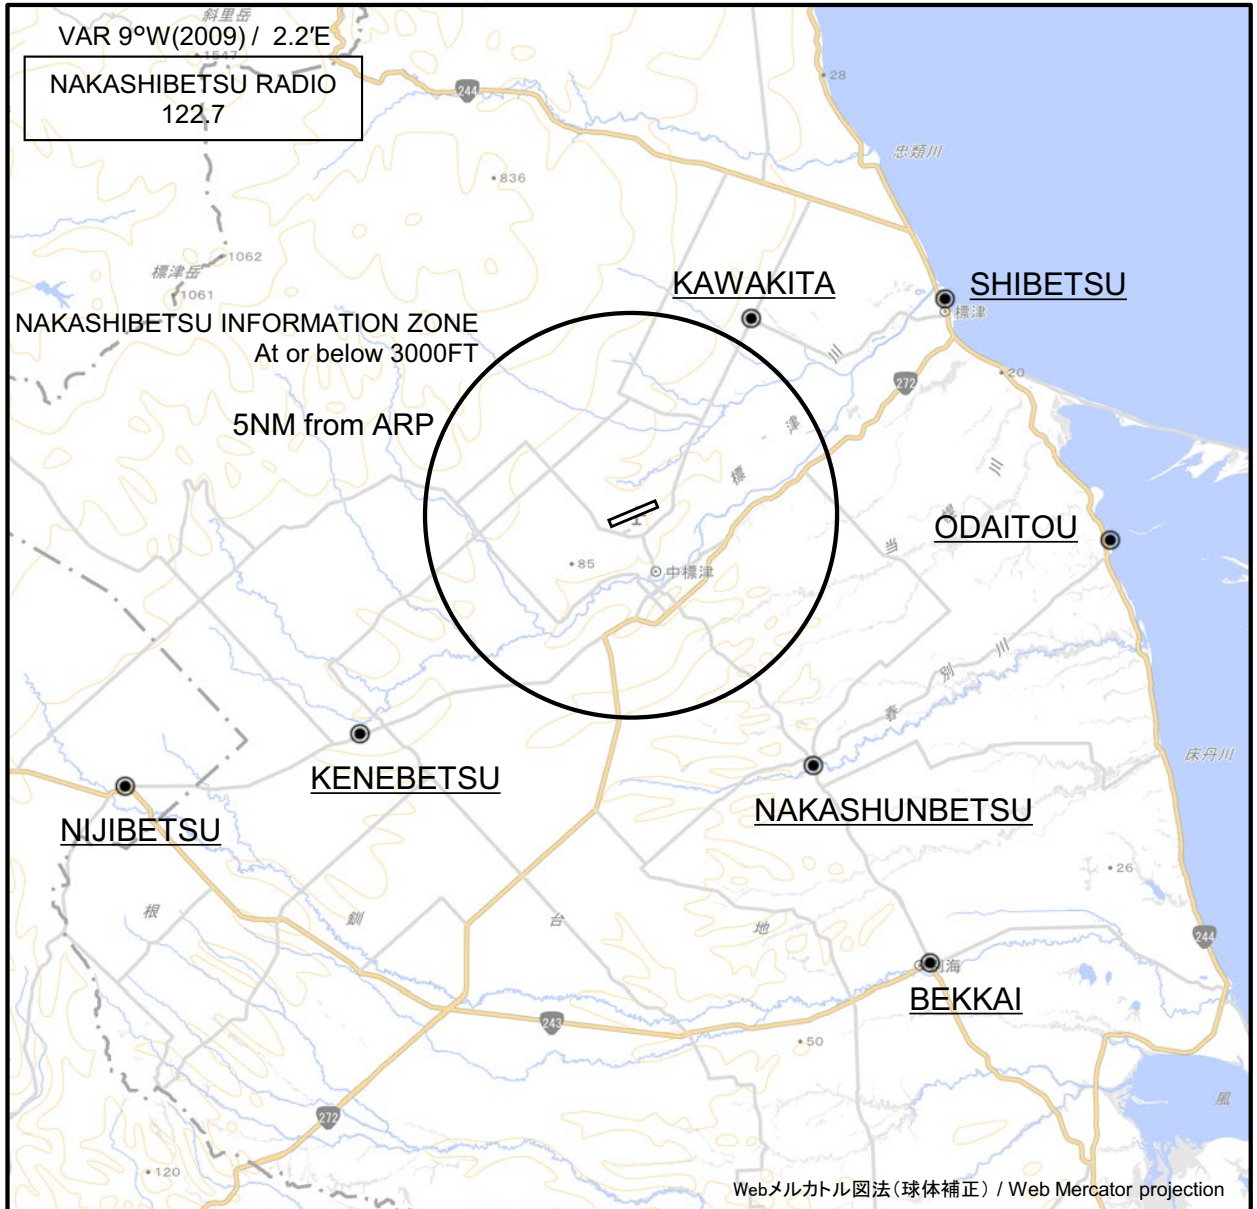 斜里岳
VAR 9°W(2009) / 2.2'E
1547
NAKASHIBETSU RADIO
122.7
244
28
忠類川
836
1062
標津岳
1061
KAWAKITA
SHIBETSU
標津
NAKASHIBETSU INFORMATION ZONE
At or below 3000FT
川
20
272
5NM from ARP
津
標
川
幌
当
ODAITOU
85
中標津
川
別
春
床丹川
KENEBETSU
NIJIBETSU
NAKASHUNBETSU
26
根
釧
台
地
244
別海
BEKKAI
243
50
272
風
120
Webメルカトル図法(球体補正) / Web Mercator projection